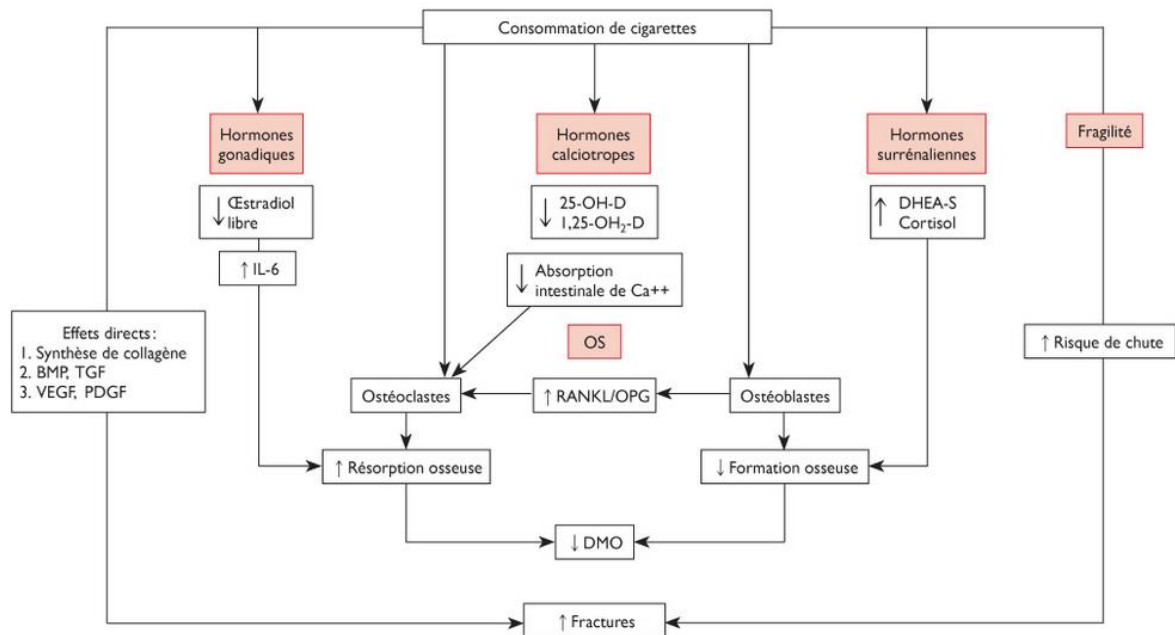 Consommation de cigarettes
Hormones
gonadiques
Hormones
calciotropes
Hormones
surrénaliennes
Fragilité
↓ Œstradiol
libre
↓ 25-OH-D
1,25-OH₂-D
↑ DHEA-S
Cortisol
↑ IL-6
↓ Absorption
intestinale de Ca++
Effets directs :
1. Synthèse de collagène
2. BMP, TGF
3. VEGF, PDGF
OS
↑ Risque de chute
Ostéoclastes
↑ RANKL/OPG
Ostéoblastes
↑ Résorption osseuse
↓ Formation osseuse
↓ DMO
↑ Fractures